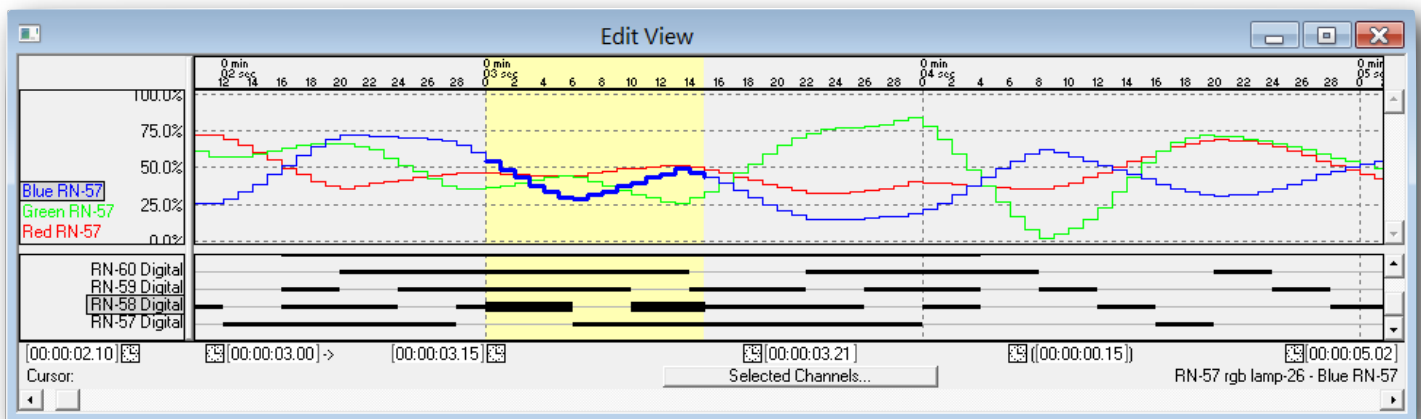 Edit View
0 min 0 min 0 min 0 min
02 sec 03 sec 04 sec 05 s
12 14 16 18 20 22 24 26 28 0 2 4 6 8 10 12 14 16 18 20 22 24 26 28 0 2 4 6 8 10 12 14 16 18 20 22 24 26 28 0
100.0%
75.0%
50.0%
Blue RN-57
25.0%
Green RN-57
Red RN-57
0.0%
RN-60 Digital
RN-59 Digital
RN-58 Digital
RN-57 Digital
[00:00:02.10] [00:00:03.00] -> [00:00:03.15] [00:00:03.21] ([00:00:00.15]) [00:00:05.02]
Cursor: Selected Channels... RN-57 rgb lamp-26 - Blue RN-57